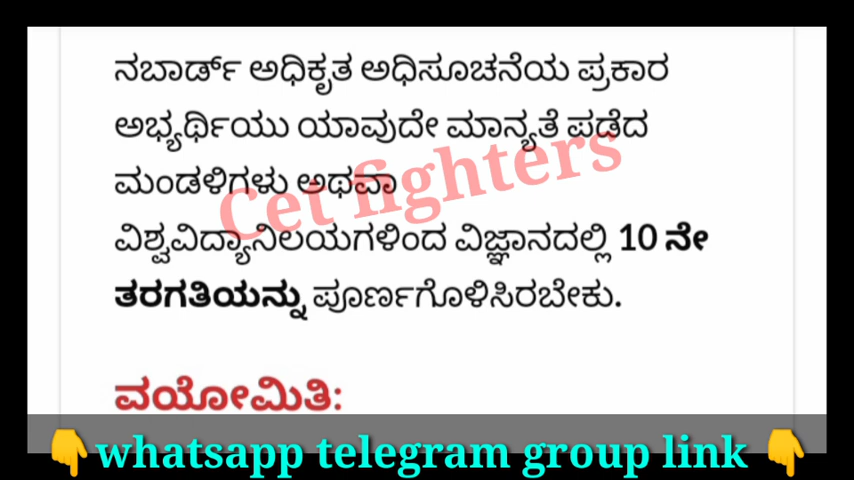 ನಬಾರ್ಡ್ ಅಧಿಕೃತ ಅಧಿಸೂಚನೆಯ ಪ್ರಕಾರ
ಅಭ್ಯರ್ಥಿಯು ಯಾವುದೇ ಮಾನ್ಯತೆ ಪಡೆದ
ಮಂಡಳಿಗಳು ಅಥವಾ
ವಿಶ್ವವಿದ್ಯಾನಿಲಯಗಳಿಂದ ವಿಜ್ಞಾನದಲ್ಲಿ 10 ನೇ
ತರಗತಿಯನ್ನು ಪೂರ್ಣಗೊಳಿಸಿರಬೇಕು.
Cet fighters
ವಯೋಮಿತಿ:
👇whatsapp telegram group link 👇